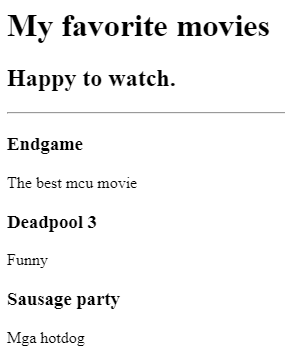 My favorite movies
Happy to watch.
Endgame
The best mcu movie
Deadpool 3
Funny
Sausage party
Mga hotdog